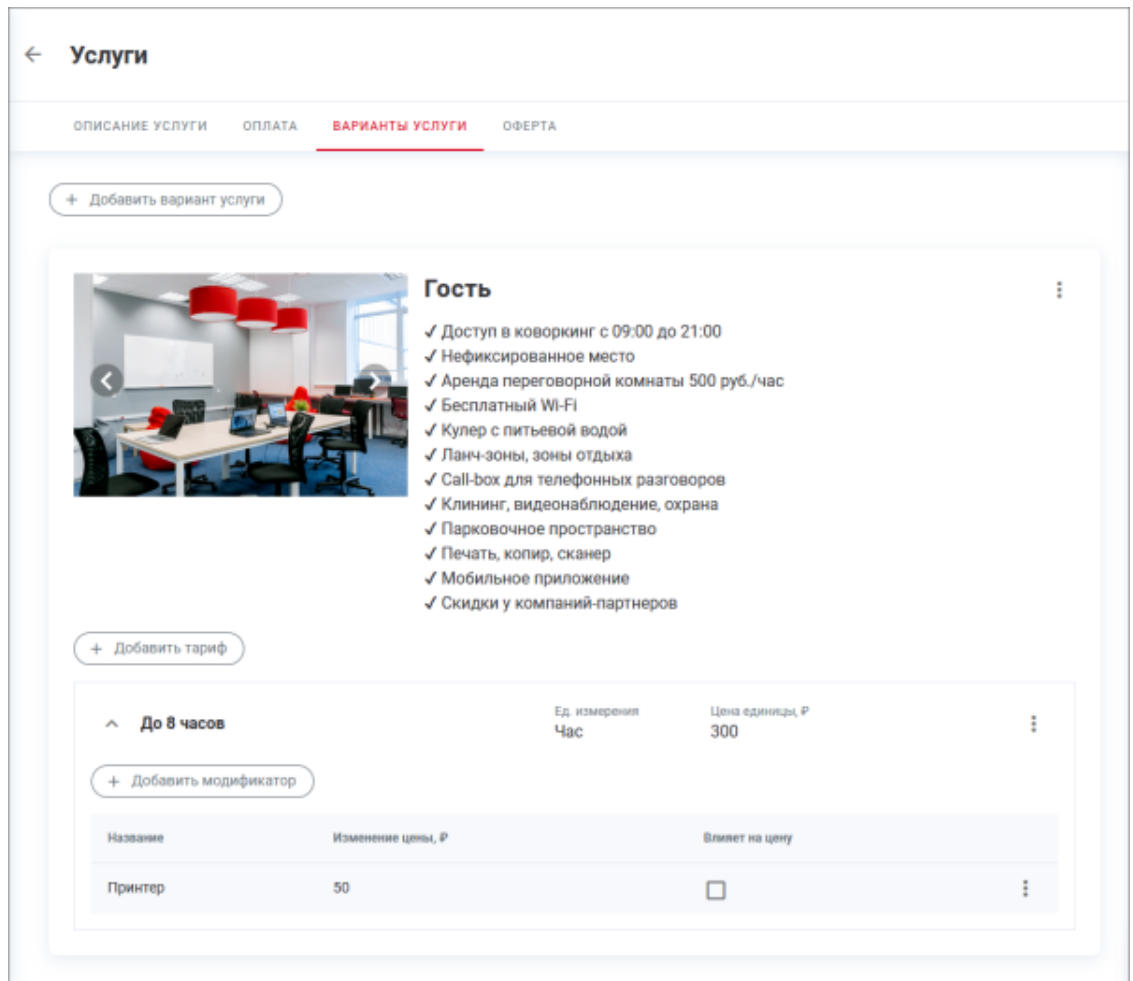 Услуги
ОПИСАНИЕ УСЛУГИ ОПЛАТА ВАРИАНТЫ УСЛУГИ ОФЕРТА
+ Добавить вариант услуги
Гость
✓ Доступ в коворкинг с 09:00 до 21:00
✓ Нефиксированное место
✓ Аренда переговорной комнаты 500 руб./час
✓ Бесплатный Wi-Fi
✓ Кулер с питьевой водой
✓ Ланч-зоны, зоны отдыха
✓ Call-box для телефонных разговоров
✓ Клининг, видеонаблюдение, охрана
✓ Парковочное пространство
✓ Печать, копир, сканер
✓ Мобильное приложение
✓ Скидки у компаний-партнеров
+ Добавить тариф
Ед. измерения Цена единицы, ₽
До 8 часов Час 300
+ Добавить модификатор
Название Изменение цены, ₽ Влияет на цену
Принтер 50